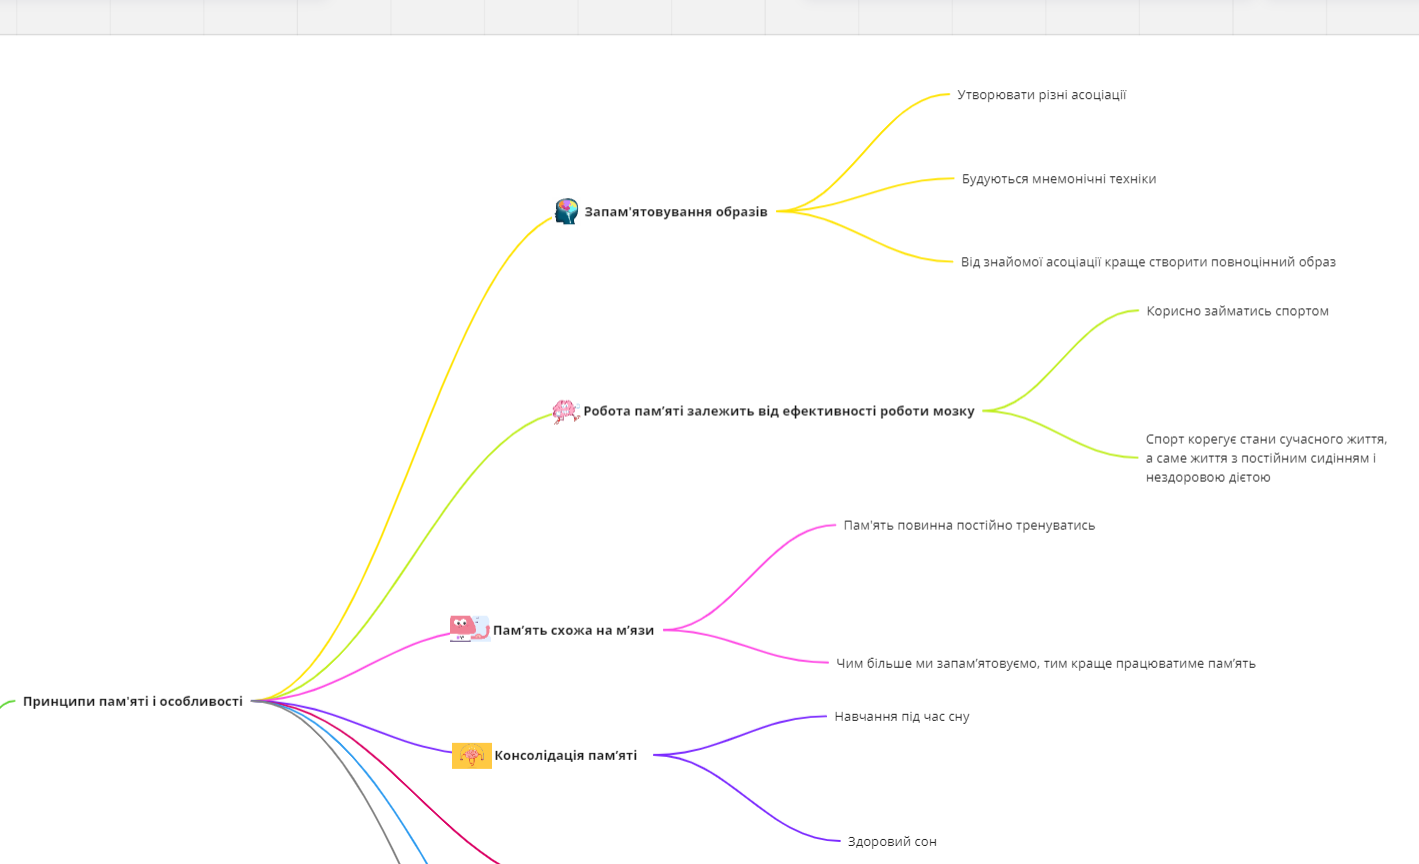 Утворювати різні асоціації
Будуються мнемонічні техніки
Запам'ятовування образів
Від знайомої асоціації краще створити повноцінний образ
Корисно займатись спортом
Робота пам’яті залежить від ефективності роботи мозку
Спорт корегує стани сучасного життя,
а саме життя з постійним сидінням і
нездоровою дієтою
Пам'ять повинна постійно тренуватись
Пам’ять схожа на м’язи
Чим більше ми запам’ятовуємо, тим краще працюватиме пам’ять
Принципи пам'яті і особливості
Навчання під час сну
Консолідація пам’яті
Здоровий сон